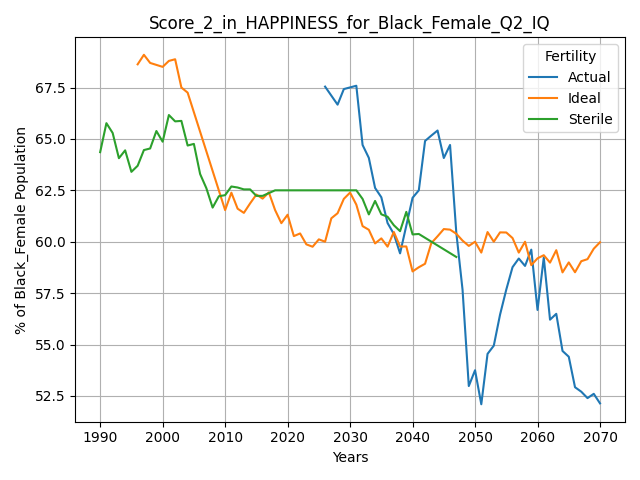 Score_2_in_HAPPINESS_for_Black_Female_Q2_IQ
% of Black_Female Population
67.5
65.0
62.5
60.0
57.5
55.0
52.5
Fertility
Actual
Ideal
Sterile
1990 2000 2010 2020 2030 2040 2050 2060 2070
Years